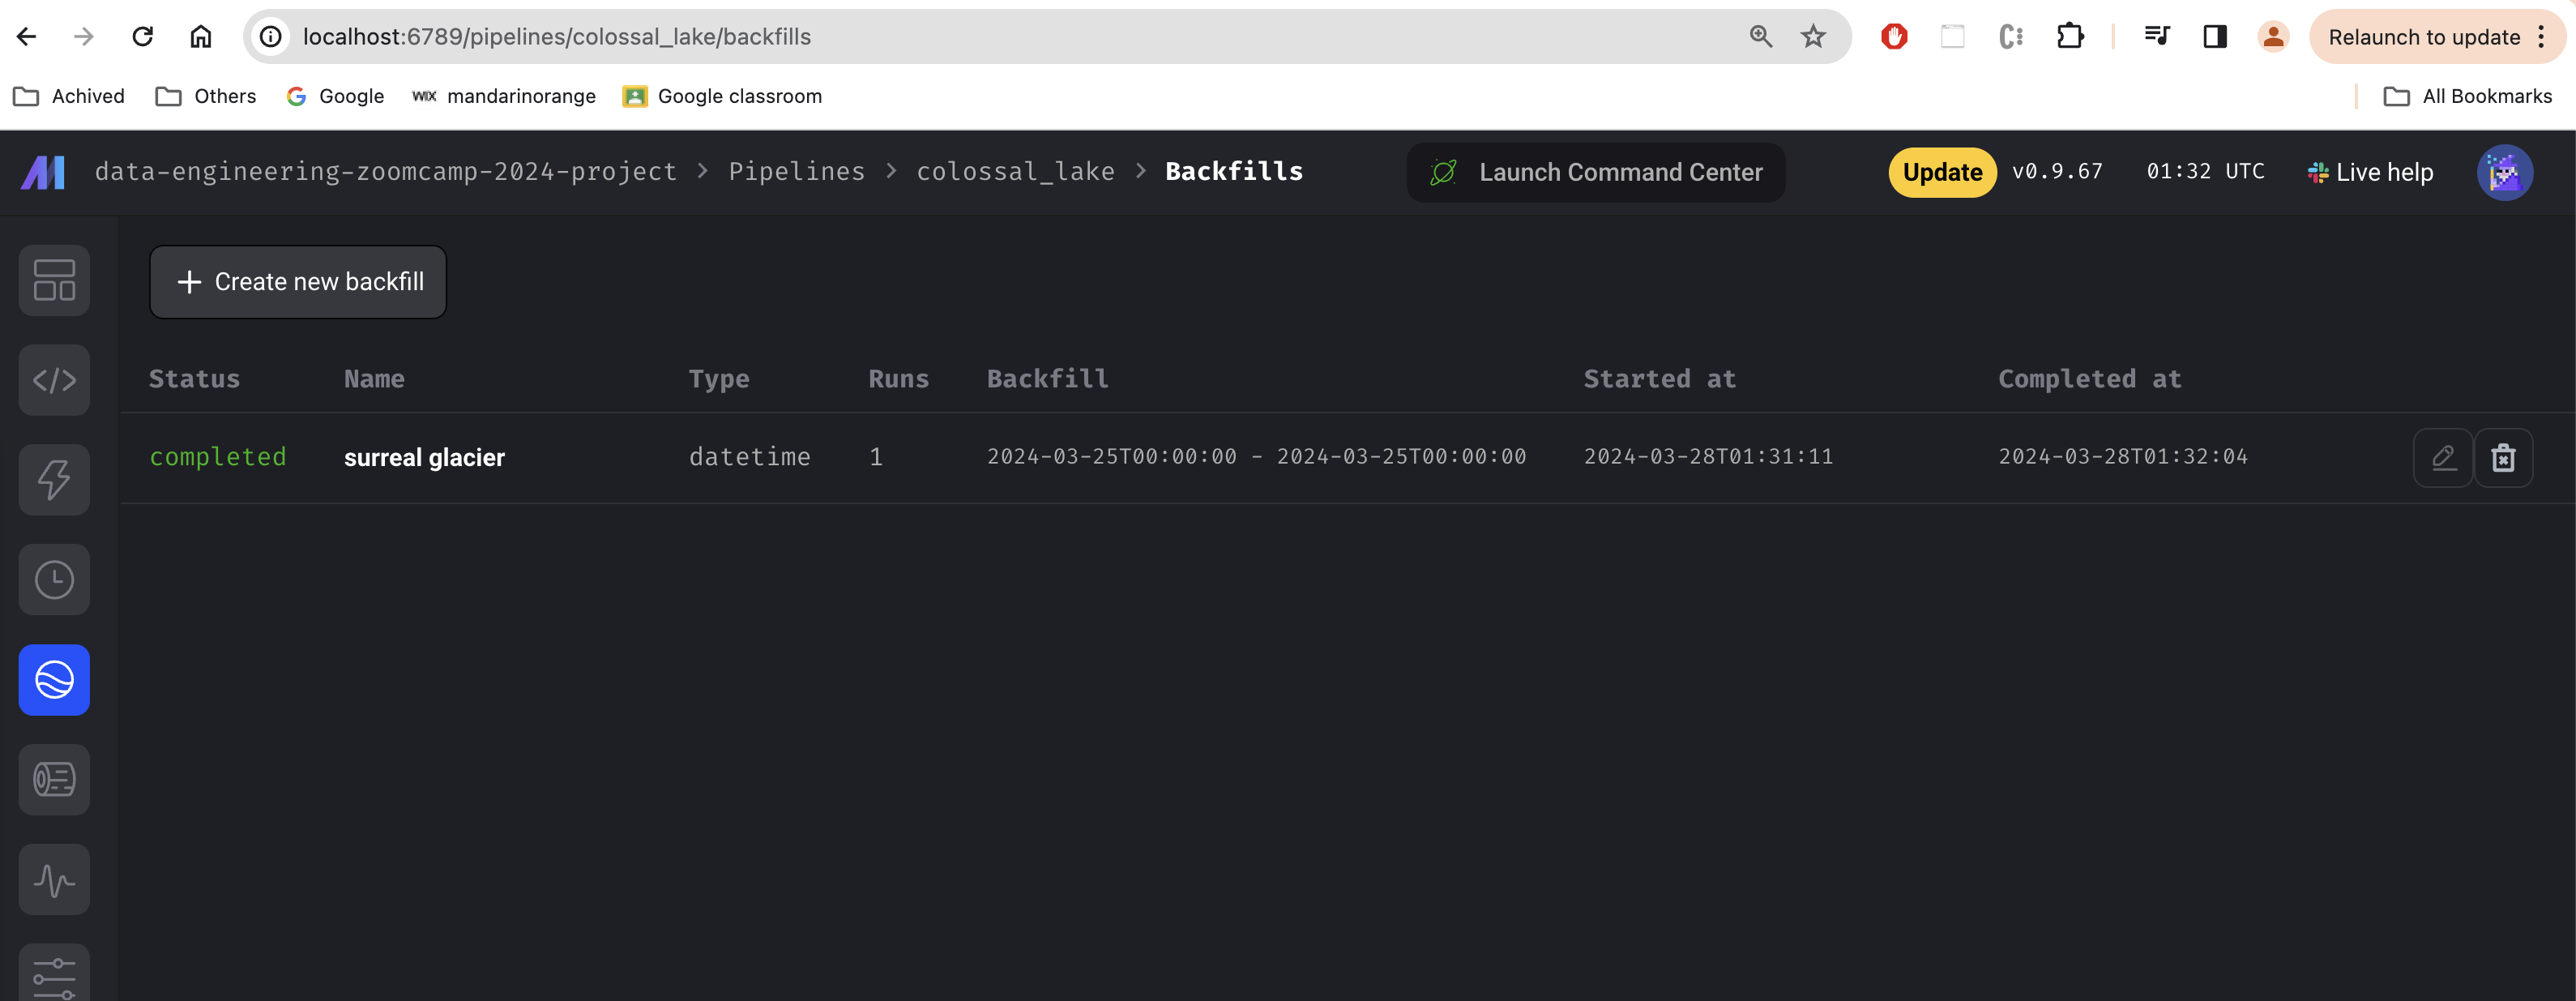 localhost:6789/pipelines/colossal_lake/backfills
Relaunch to update
Achived
Others
Google
WiX mandarinorange
Google classroom
All Bookmarks
data-engineering-zoomcamp-2024-project > Pipelines > colossal_lake > Backfills
Launch Command Center
Update v0.9.67
01:32 UTC
Live help
+ Create new backfill
Status Name Type Runs Backfill Started at Completed at
completed surreal glacier datetime 1 2024-03-25T00:00:00 - 2024-03-25T00:00:00 2024-03-28T01:31:11 2024-03-28T01:32:04